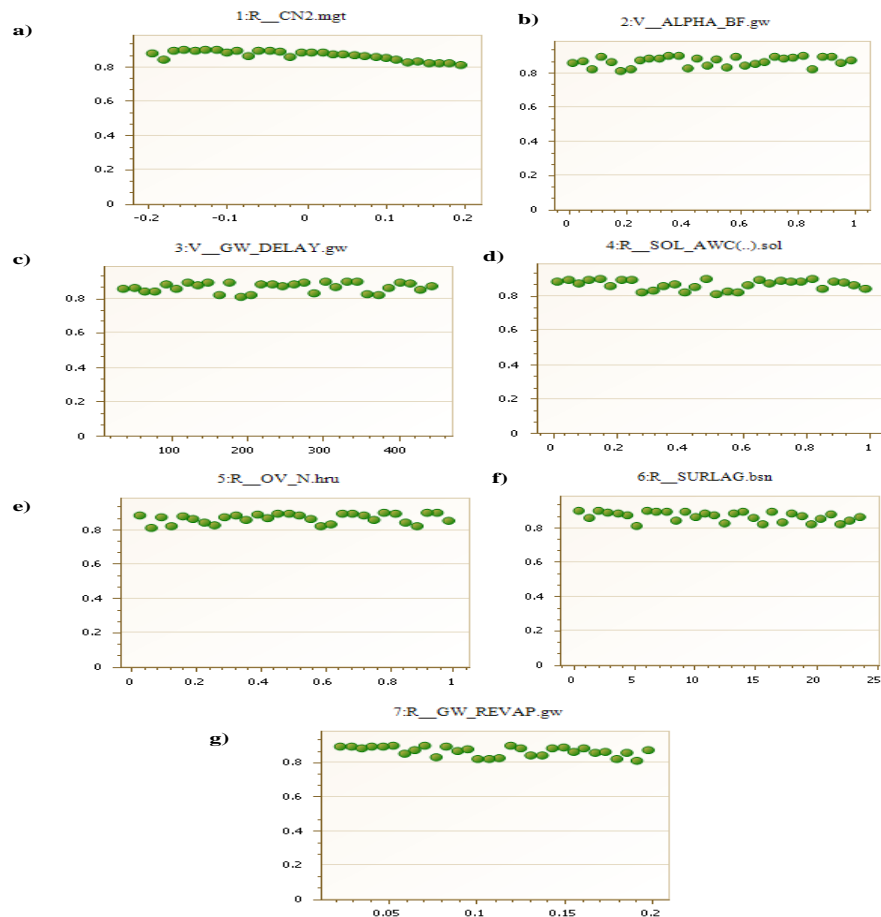 a)
1:R__CN2.mgt
0.8
0.6
0.4
0.2
0
-0.2 -0.1 0 0.1 0.2
b)
2:V__ALPHA_BF.gw
0.8
0.6
0.4
0.2
0
0 0.2 0.4 0.6 0.8 1
c)
3:V__GW_DELAY.gw
0.8
0.6
0.4
0.2
0
100 200 300 400
d)
4:R__SOL_AWC(..).sol
0.8
0.6
0.4
0.2
0
0 0.2 0.4 0.6 0.8 1
e)
5:R__OV_N.hru
0.8
0.6
0.4
0.2
0
0 0.2 0.4 0.6 0.8 1
f)
6:R__SURLAG.bsn
0.8
0.6
0.4
0.2
0
0 5 10 15 20 25
g)
7:R__GW_REVAP.gw
0.8
0.6
0.4
0.2
0
0.05 0.1 0.15 0.2